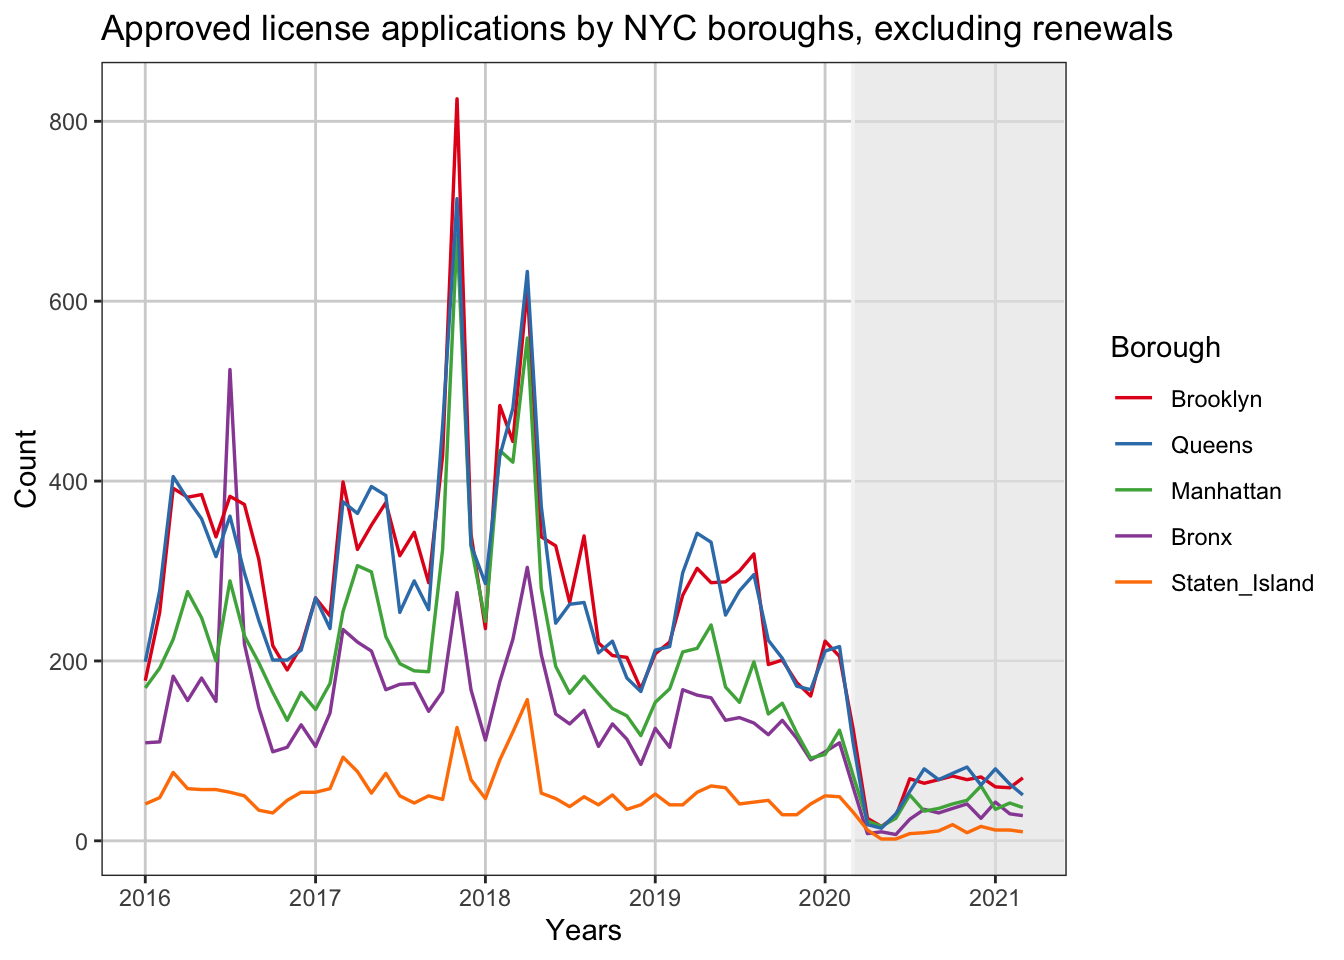 Approved license applications by NYC boroughs, excluding renewals
800
600
400
200
0
Count
2016 2017 2018 2019 2020 2021
Years
Borough
Brooklyn
Queens
Manhattan
Bronx
Staten_Island